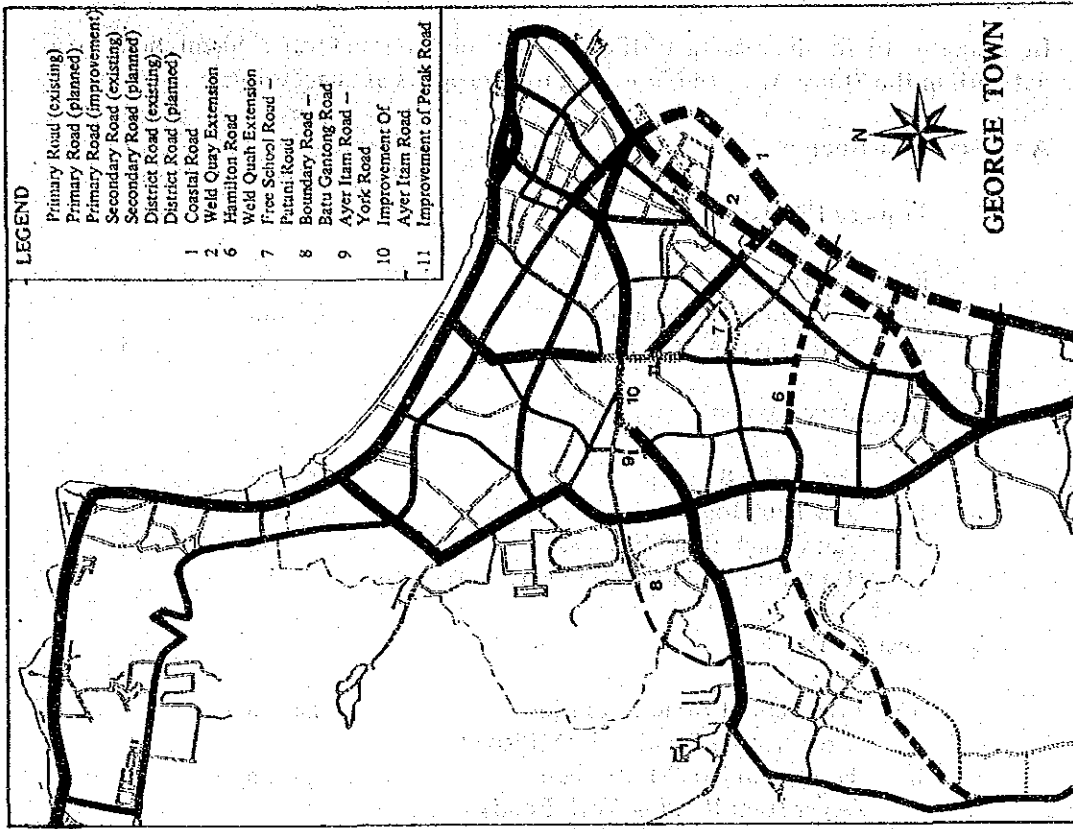 LEGEND
Primary Road (existing)
Primary Road (planned)
Primary Road (improvement)
Secondary Road (existing)
Secondary Road (planned)
District Road (existing)
District Road (planned)
1 Coastal Road
2 Weld Quay Extension
6 Hamilton Road
Weld Quah Extension
7 Free School Road –
Patani Road
8 Boundary Road –
Batu Gantong Road
9 Ayer Itam Road –
York Road
10 Improvement Of
Ayer Itam Road
11 Improvement of Perak Road
1
2
7
10
6
9
8
N
GEORGE TOWN